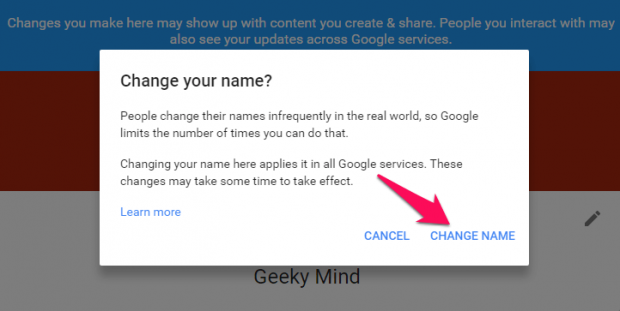 Changes you make here may show up with content you create & share. People you interact with may
also see your updates across Google services.
Change your name?
People change their names infrequently in the real world, so Google
limits the number of times you can do that.
Changing your name here applies it in all Google services. These
changes may take some time to take effect.
Learn more
CANCEL CHANGE NAME
Geeky Mind